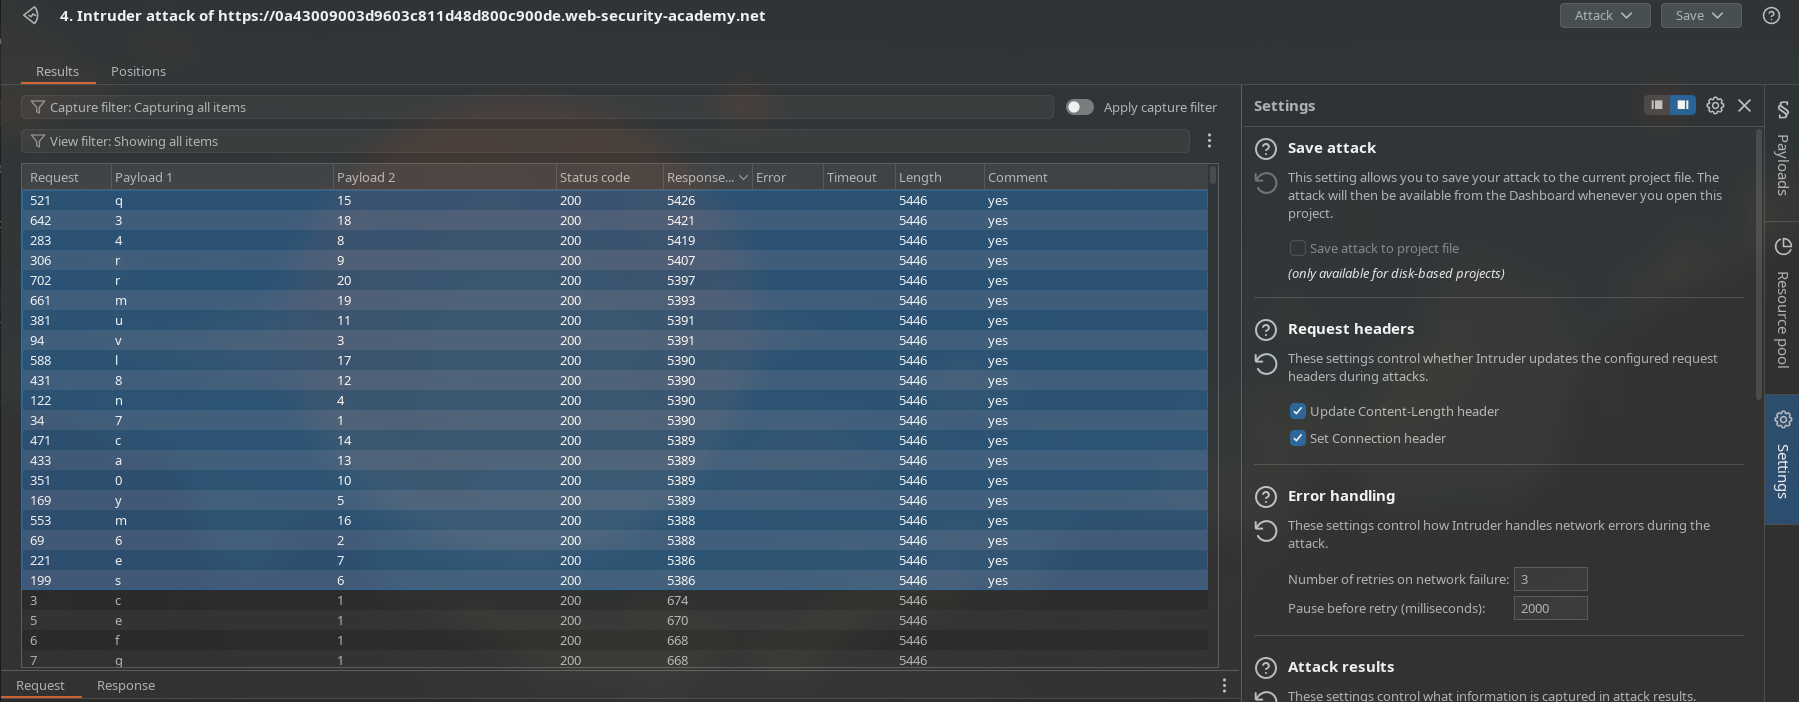 4. Intruder attack of https://0a43009003d9603c811d48d800c900de.web-security-academy.net
Attack
Save
Results Positions
Capture filter: Capturing all items
Apply capture filter
View filter: Showing all items
Request Payload 1 Payload 2 Status code Response... Error Timeout Length Comment
521 q 15 200 5426 5446 yes
642 3 18 200 5421 5446 yes
283 4 8 200 5419 5446 yes
306 r 9 200 5407 5446 yes
702 r 20 200 5397 5446 yes
661 m 19 200 5393 5446 yes
381 u 11 200 5391 5446 yes
94 v 3 200 5391 5446 yes
588 l 17 200 5390 5446 yes
431 8 12 200 5390 5446 yes
122 n 4 200 5390 5446 yes
34 7 1 200 5390 5446 yes
471 c 14 200 5389 5446 yes
433 a 13 200 5389 5446 yes
351 0 10 200 5389 5446 yes
169 y 5 200 5389 5446 yes
553 m 16 200 5388 5446 yes
69 6 2 200 5388 5446 yes
221 e 7 200 5386 5446 yes
199 s 6 200 5386 5446 yes
3 c 1 200 674 5446
5 e 1 200 670 5446
6 f 1 200 668 5446
7 g 1 200 668 5446
Request Response
Settings
Save attack
This setting allows you to save your attack to the current project file. The
attack will then be available from the Dashboard whenever you open this
project.
Save attack to project file
(only available for disk-based projects)
Request headers
These settings control whether Intruder updates the configured request
headers during attacks.
Update Content-Length header
Set Connection header
Error handling
These settings control how Intruder handles network errors during the
attack.
Number of retries on network failure: 3
Pause before retry (milliseconds): 2000
Attack results
These settings control what information is captured in attack results.
Payloads
Resource pool
Settings